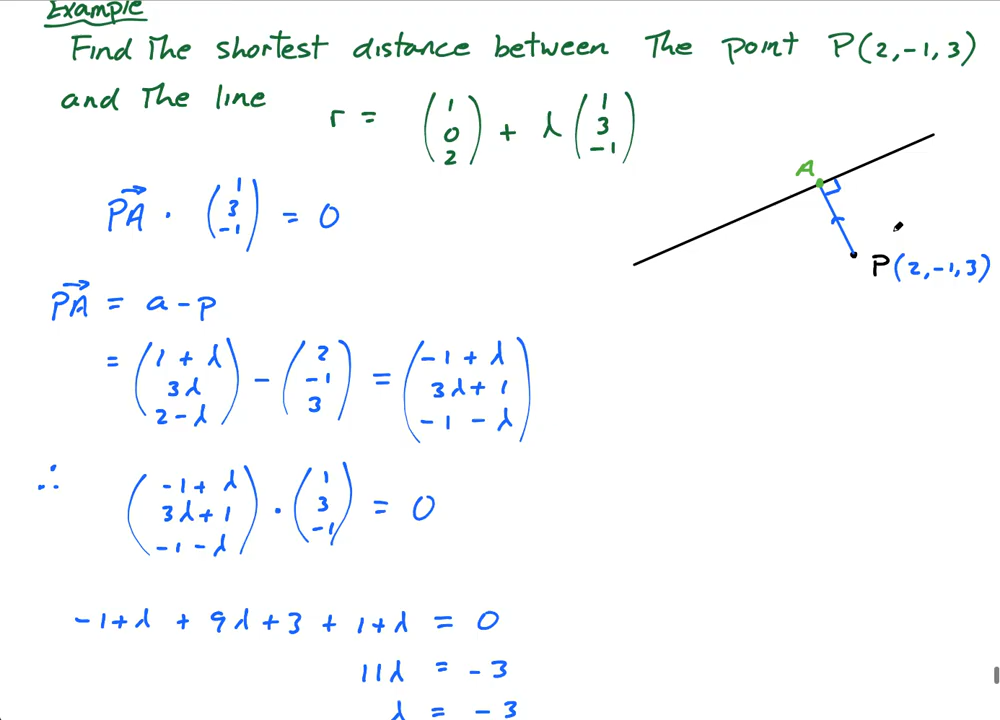 Example
Find The shortest distance between The point P(2,-1,3)
and The line r = (1 0 2) + λ (1 3 -1)
A
P(2,-1,3)
PA · (1 3 -1) = 0
PA = a - p
= (1 + λ 3λ 2 - λ) - (2 -1 3) = (-1 + λ 3λ + 1 -1 - λ)
∴ (-1 + λ 3λ + 1 -1 - λ) · (1 3 -1) = 0
-1 + λ + 9λ + 3 + 1 + λ = 0
11λ = -3
λ = -3